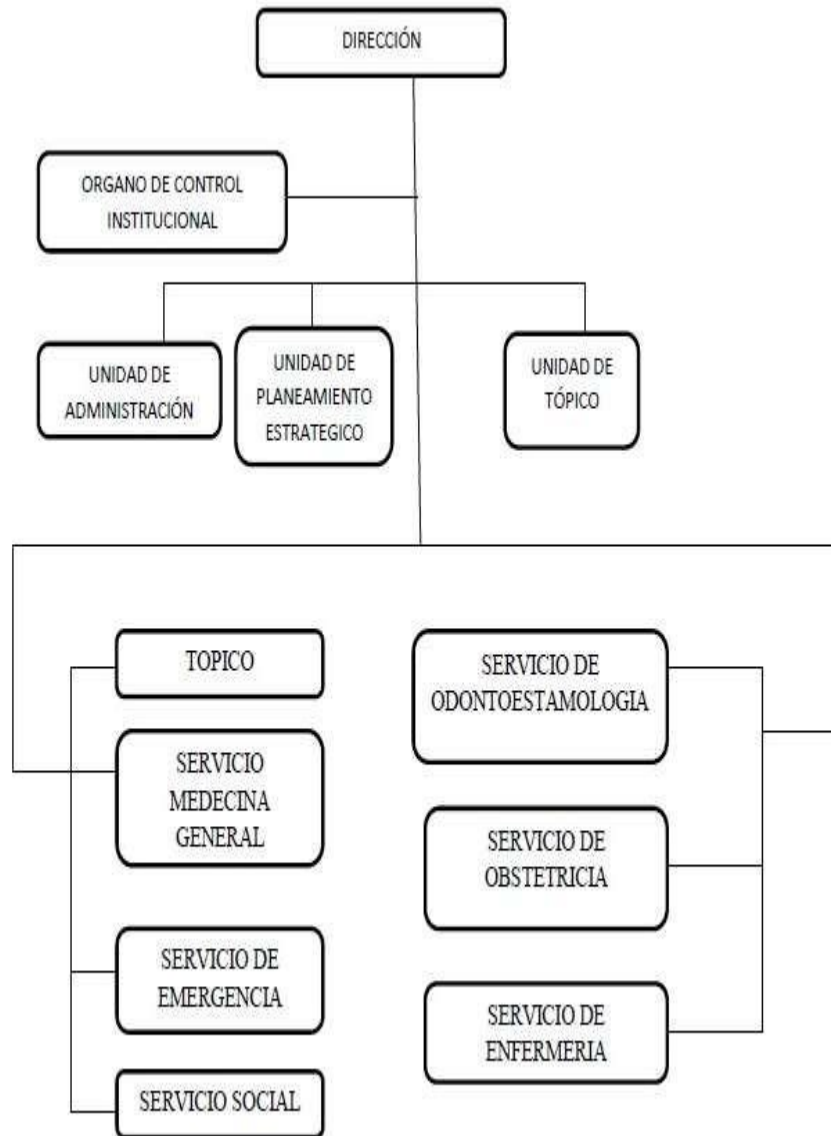 DIRECCIÓN
ORGANO DE CONTROL
INSTITUCIONAL
UNIDAD DE
ADMINISTRACIÓN
UNIDAD DE
PLANEAMIENTO
ESTRATEGICO
UNIDAD DE
TÓPICO
TOPICO
SERVICIO
MEDECINA
GENERAL
SERVICIO DE
EMERGENCIA
SERVICIO SOCIAL
SERVICIO DE
ODONTOESTAMOLOGIA
SERVICIO DE
OBSTETRICIA
SERVICIO DE
ENFERMERIA